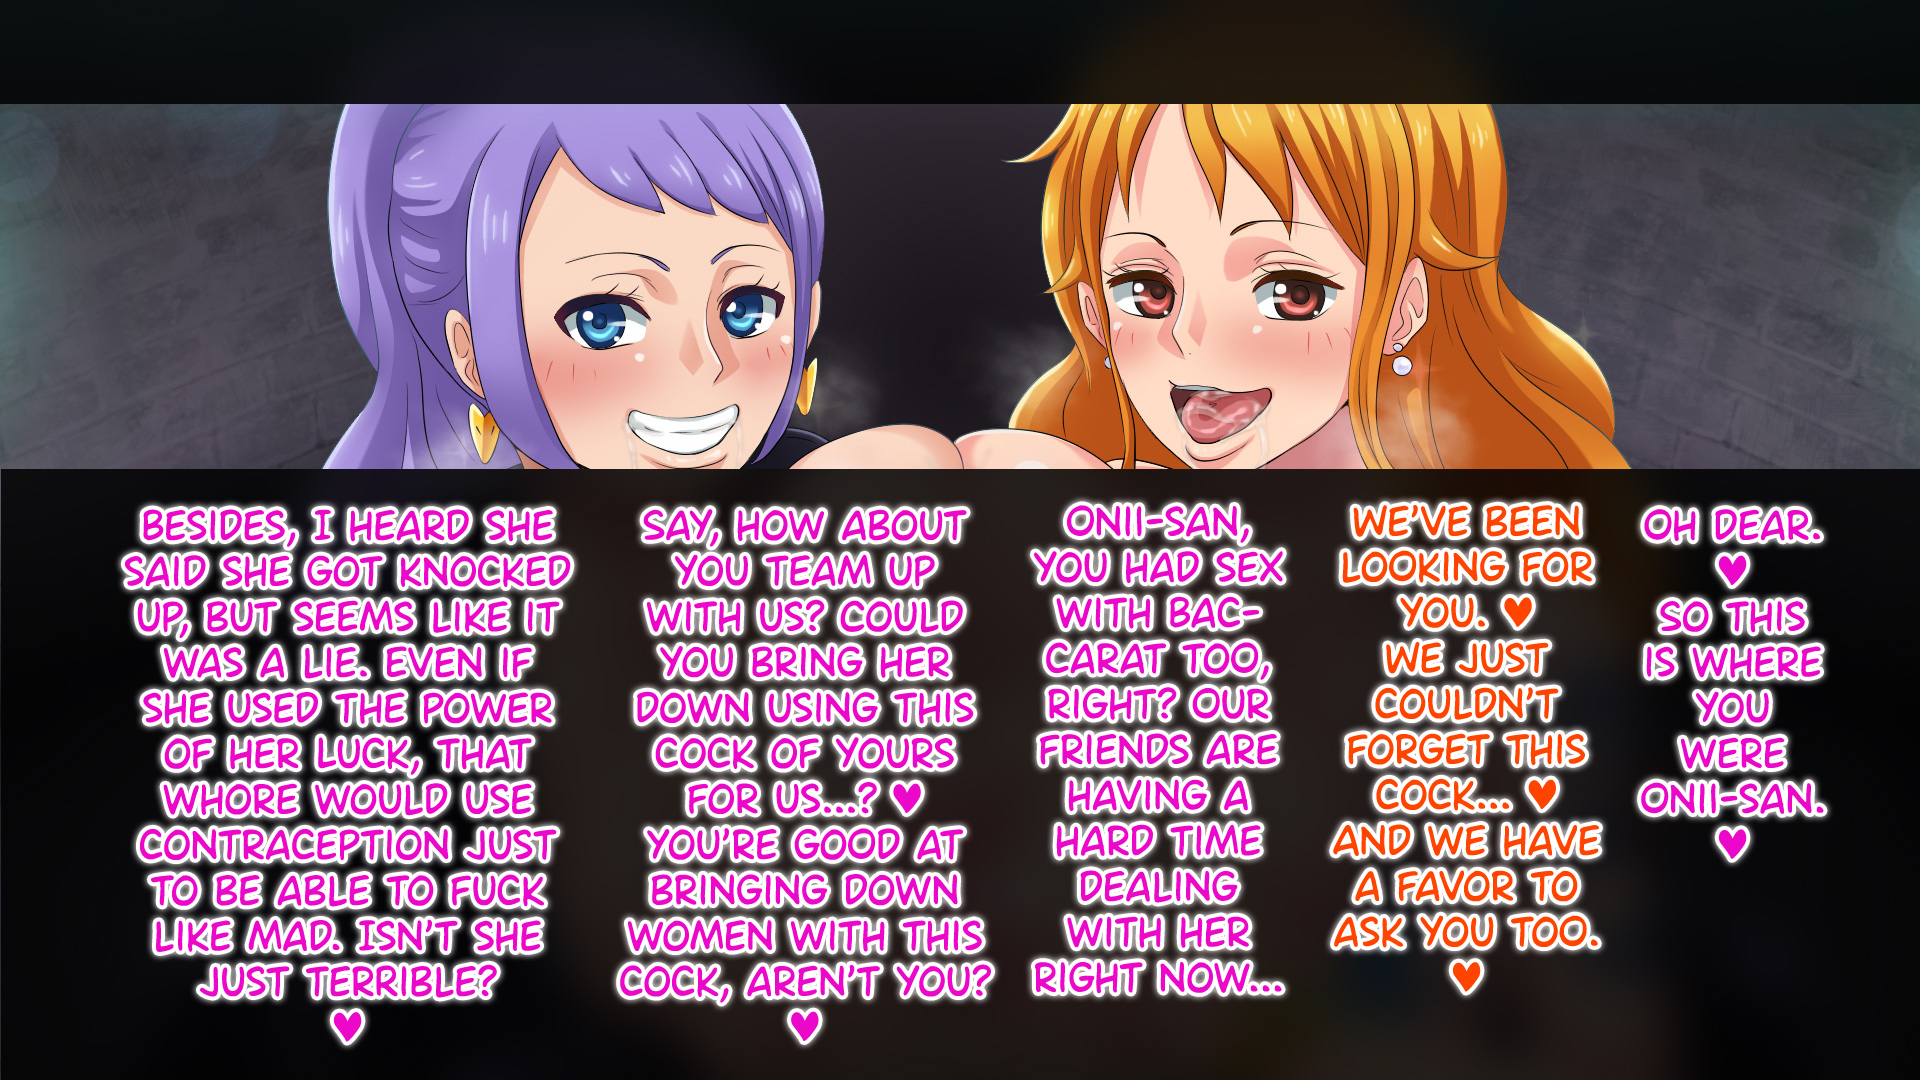 OH DEAR.
♥
SO THIS
IS WHERE
YOU
WERE
ONII-SAN.
♥
WE'VE BEEN
LOOKING FOR
YOU. ♥
WE JUST
COULDN'T
FORGET THIS
COCK... ♥
AND WE HAVE
A FAVOR TO
ASK YOU TOO.
♥
ONII-SAN,
YOU HAD SEX
WITH BAC-
CARAT TOO,
RIGHT? OUR
FRIENDS ARE
HAVING A
HARD TIME
DEALING
WITH HER
RIGHT NOW...
SAY, HOW ABOUT
YOU TEAM UP
WITH US? COULD
YOU BRING HER
DOWN USING THIS
COCK OF YOURS
FOR US...? ♥
YOU'RE GOOD AT
BRINGING DOWN
WOMEN WITH THIS
COCK, AREN'T YOU?
♥
BESIDES, I HEARD SHE
SAID SHE GOT KNOCKED
UP, BUT SEEMS LIKE IT
WAS A LIE. EVEN IF
SHE USED THE POWER
OF HER LUCK, THAT
WHORE WOULD USE
CONTRACEPTION JUST
TO BE ABLE TO FUCK
LIKE MAD. ISN'T SHE
JUST TERRIBLE?
♥